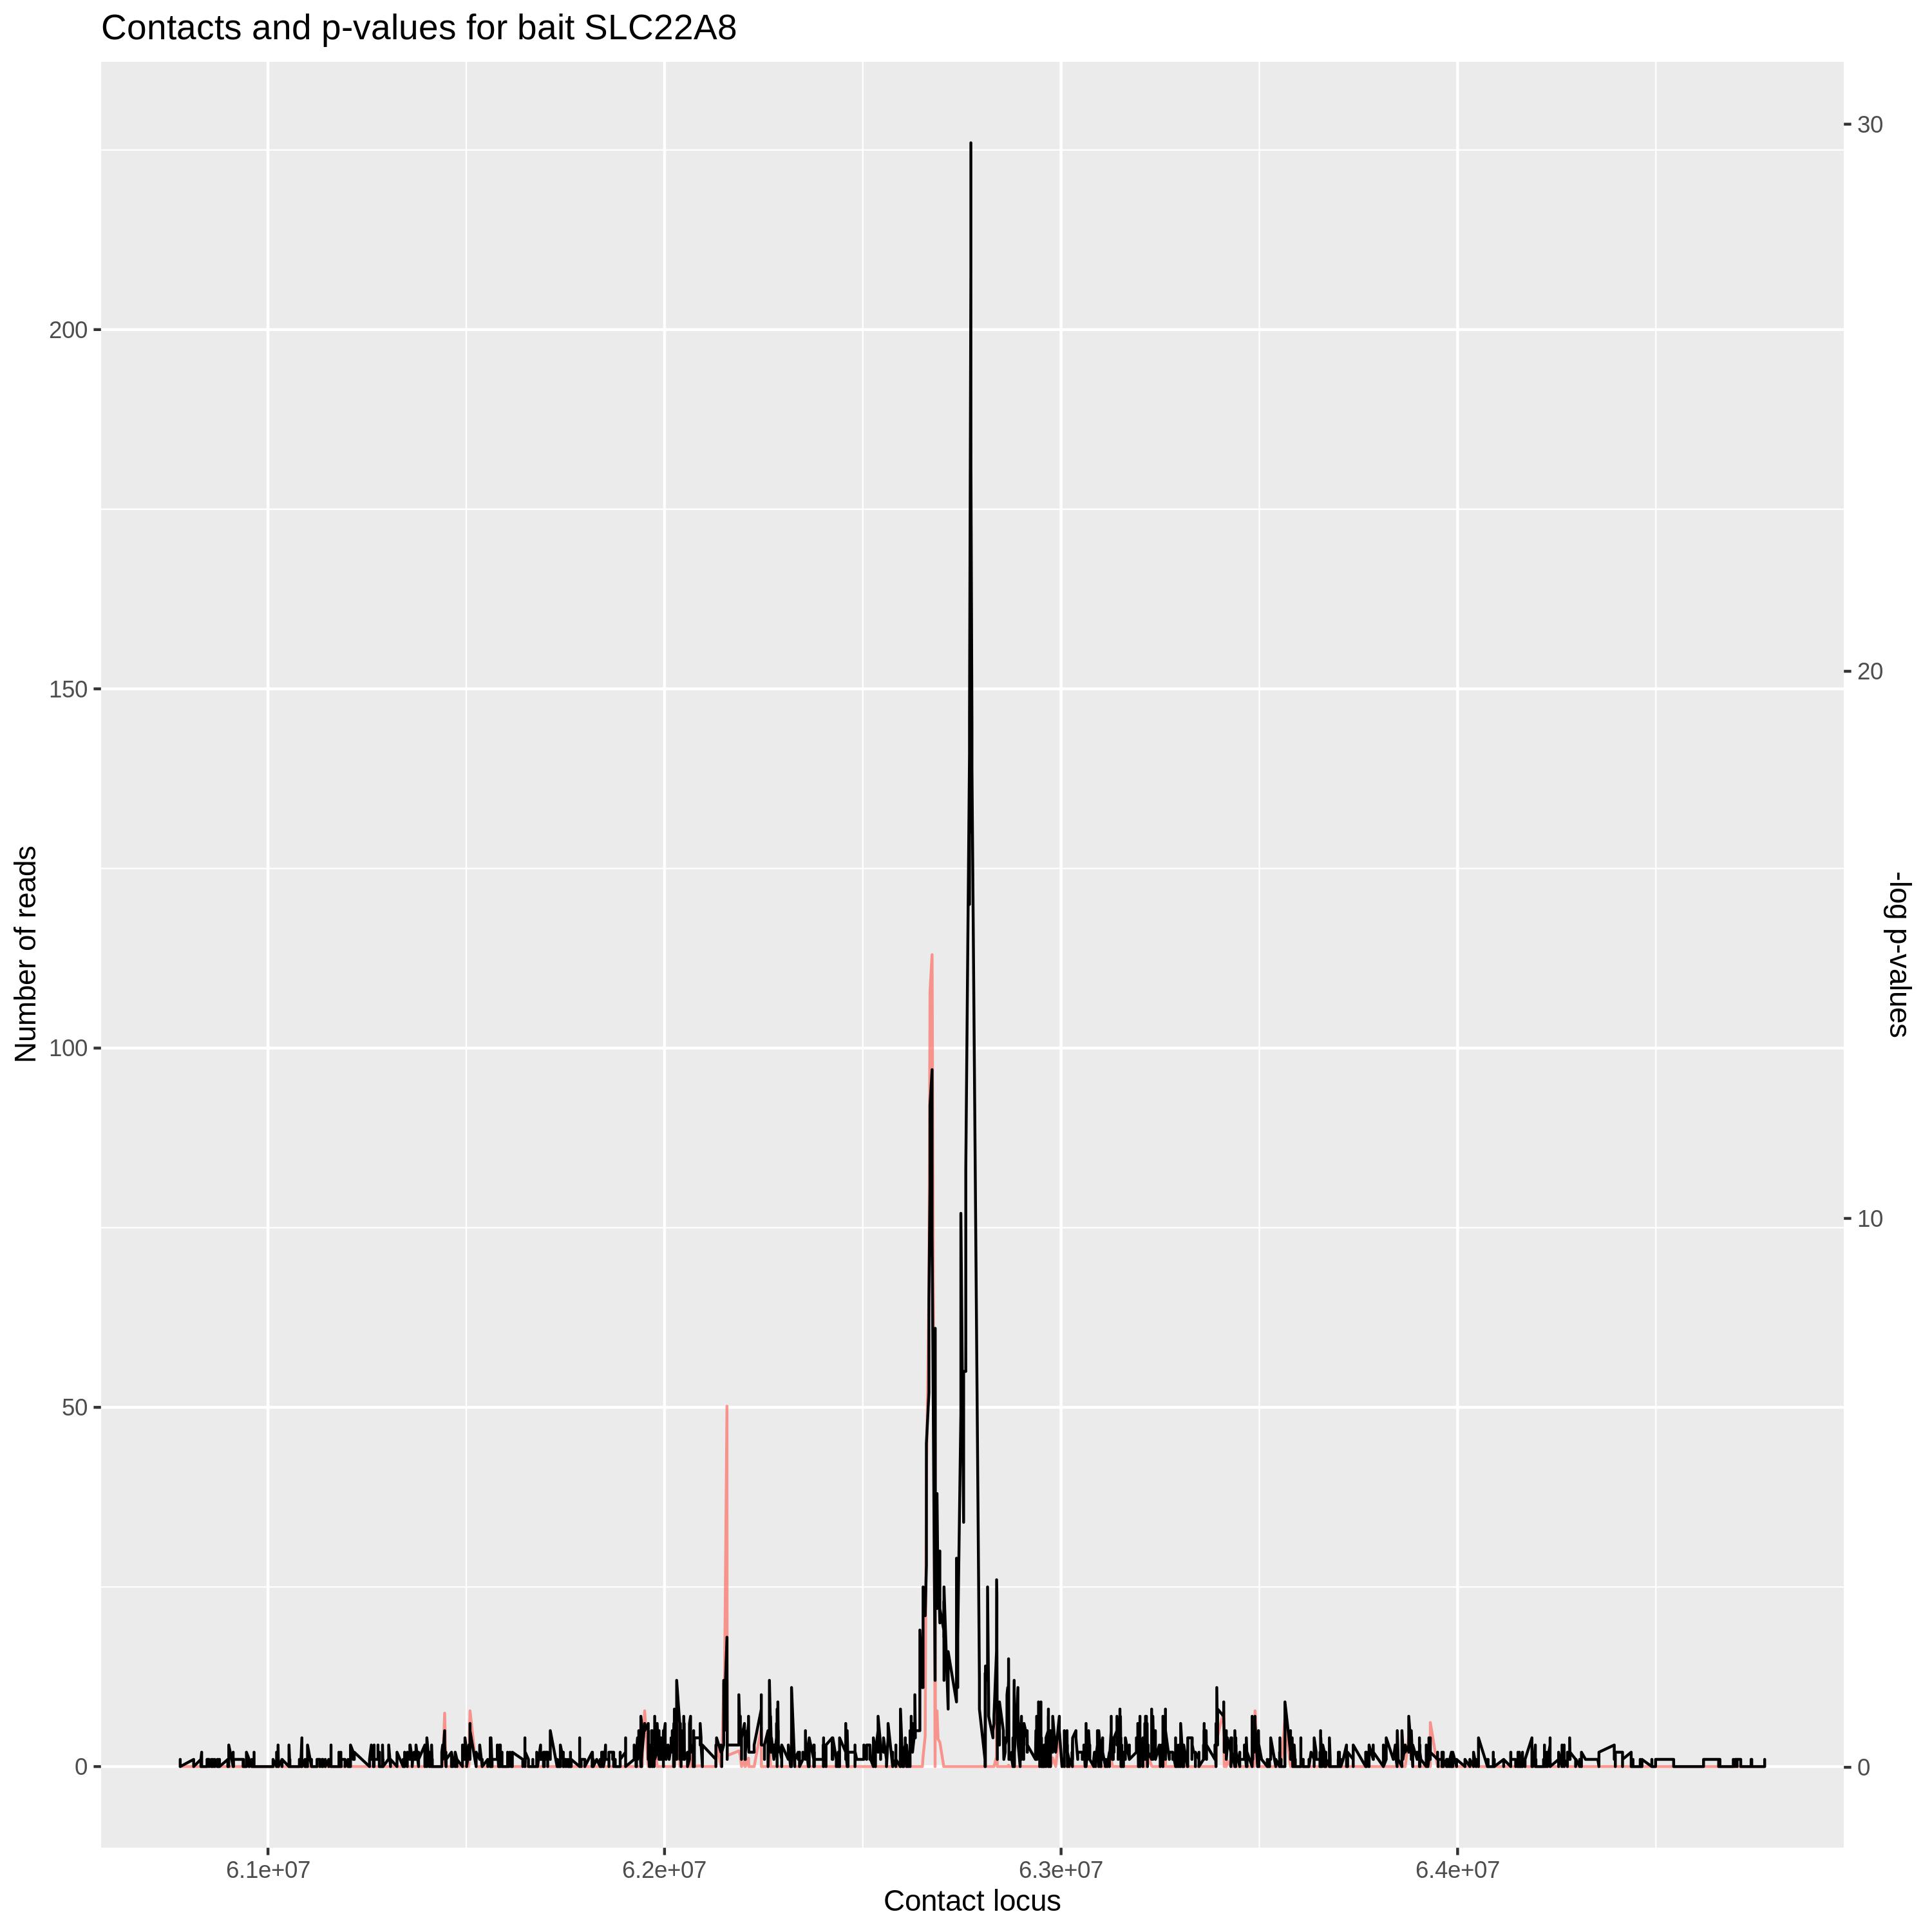 Contacts and p-values for bait SLC22A8
Number of reads
200
150
100
50
0
30
20
10
0
-log p-values
6.1e+07 6.2e+07 6.3e+07 6.4e+07
Contact locus